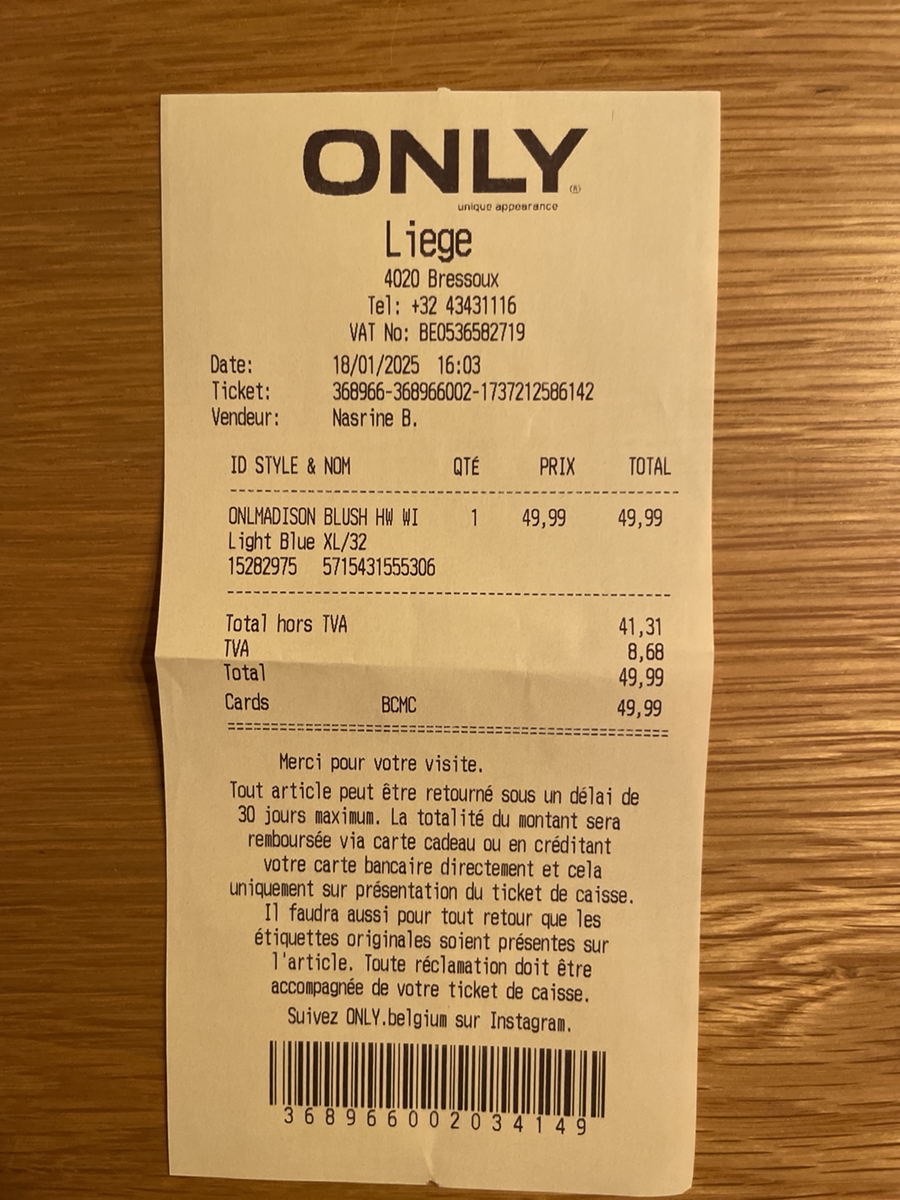 ONLY®
unique appearance
Liege
4020 Bressoux
Tel: +32 43431116
VAT No: BE0536582719
Date: 18/01/2025 16:03
Ticket: 368966-368966002-1737212586142
Vendeur: Nasrine B.
ID STYLE & NOM QTÉ PRIX TOTAL
ONLMADISON BLUSH HW WI 1 49,99 49,99
Light Blue XL/32
15282975 5715431555306
Total hors TVA 41,31
TVA 8,68
Total 49,99
Cards BCMC 49,99
Merci pour votre visite.
Tout article peut être retourné sous un délai de
30 jours maximum. La totalité du montant sera
remboursée via carte cadeau ou en créditant
votre carte bancaire directement et cela
uniquement sur présentation du ticket de caisse.
Il faudra aussi pour tout retour que les
étiquettes originales soient présentes sur
l'article. Toute réclamation doit être
accompagnée de votre ticket de caisse.
Suivez ONLY.belgium sur Instagram.
368966002034149